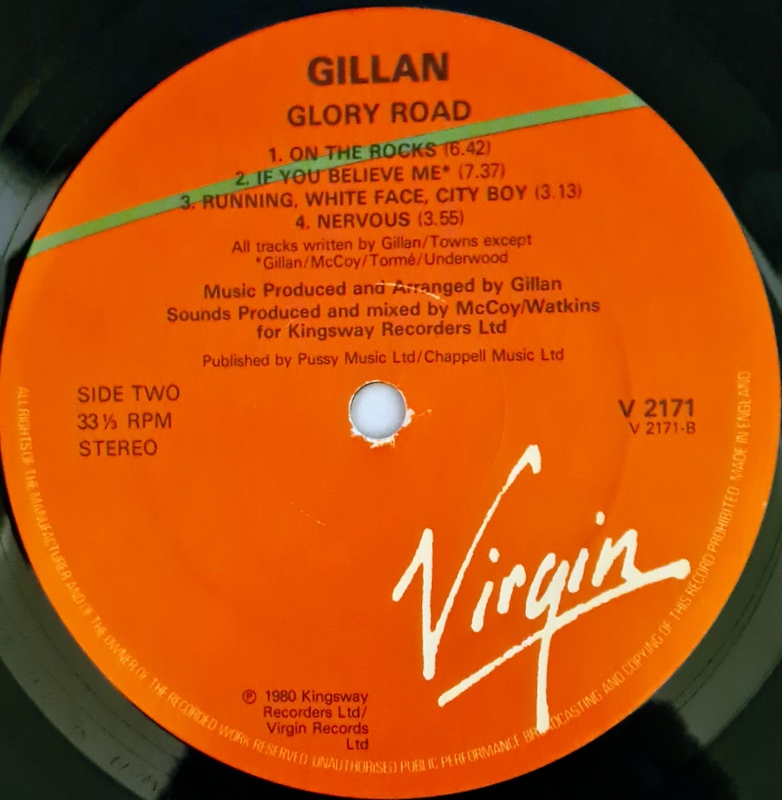 GILLAN
GLORY ROAD
1. ON THE ROCKS (6.42)
2. IF YOU BELIEVE ME* (7.37)
3. RUNNING, WHITE FACE, CITY BOY (3.13)
4. NERVOUS (3.55)
All tracks written by Gillan/Towns except
*Gillan/McCoy/Tormé/Underwood
Music Produced and Arranged by Gillan
Sounds Produced and mixed by McCoy/Watkins
for Kingsway Recorders Ltd
Published by Pussy Music Ltd/Chappell Music Ltd
SIDE TWO
33⅓ RPM
STEREO
V 2171
V 2171-B
Virgin
℗ 1980 Kingsway
Recorders Ltd/
Virgin Records
Ltd
ALL RIGHTS OF THE MANUFACTURER AND OF THE OWNER OF THE RECORDED WORK RESERVED UNAUTHORISED PUBLIC PERFORMANCE BROADCASTING AND COPYING OF THIS RECORD PROHIBITED MADE IN ENGLAND